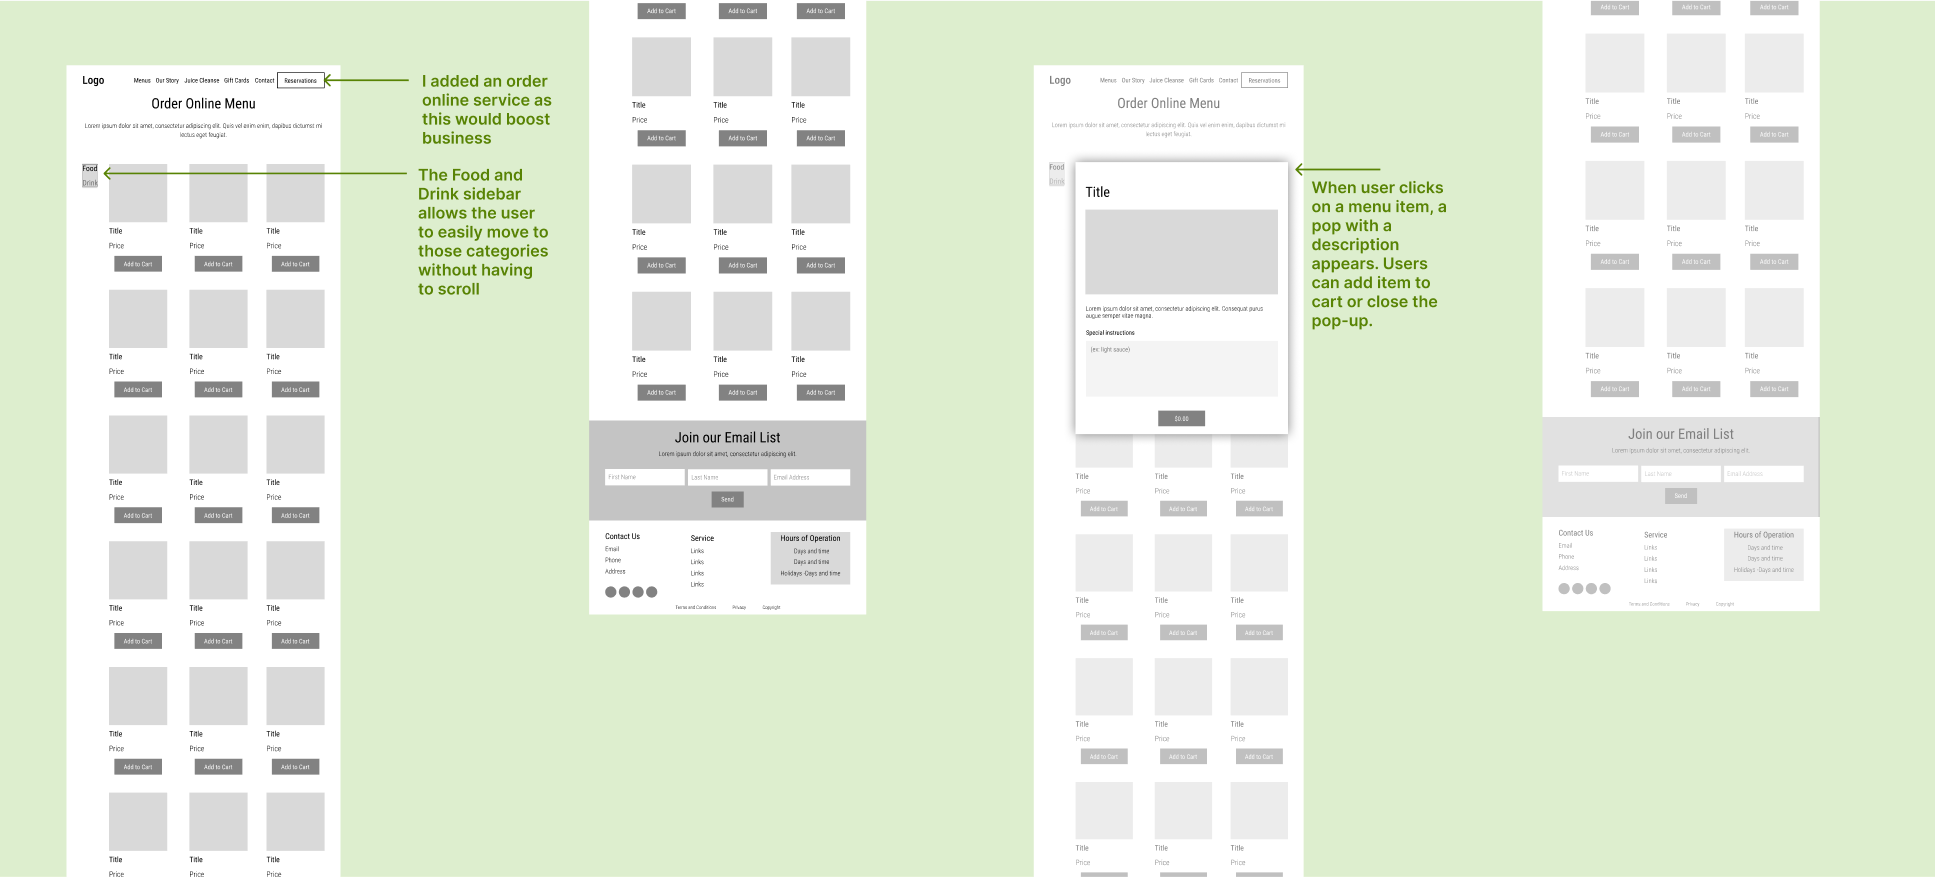 Logo
Menus Our Story Juice Cleanse Gift Cards Contact Reservations
Order Online Menu
Lorem ipsum dolor sit amet, consectetur adipiscing elit. Quis vel enim enim, dapibus dictumst mi
lectus eget feugiat.
Food
Drink
Title Title Title
Price Price Price
Add to Cart Add to Cart Add to Cart
Title Title Title
Price Price Price
Add to Cart Add to Cart Add to Cart
Title Title Title
Price Price Price
Add to Cart Add to Cart Add to Cart
Title Title Title
Price Price Price
Add to Cart Add to Cart Add to Cart
Title Title Title
Price Price Price
Add to Cart Add to Cart Add to Cart
Title Title Title
Price Price Price
I added an order
online service as
this would boost
business
The Food and
Drink sidebar
allows the user
to easily move to
those categories
without having
to scroll
Add to Cart Add to Cart Add to Cart
Title Title Title
Price Price Price
Add to Cart Add to Cart Add to Cart
Title Title Title
Price Price Price
Add to Cart Add to Cart Add to Cart
Title Title Title
Price Price Price
Add to Cart Add to Cart Add to Cart
Join our Email List
Lorem ipsum dolor sit amet, consectetur adipiscing elit.
First Name Last Name Email Address
Send
Contact Us
Email
Phone
Address
Service
Links
Links
Links
Links
Hours of Operation
Days and time
Days and time
Holidays -Days and time
Terms and Conditions Privacy Copyright
Logo
Menus Our Story Juice Cleanse Gift Cards Contact Reservations
Order Online Menu
Lorem ipsum dolor sit amet, consectetur adipiscing elit. Quis vel enim enim, dapibus dictumst mi
lectus eget feugiat.
Food
Drink
Title
Lorem ipsum dolor sit amet, consectetur adipiscing elit. Consequat purus
augue semper vitae magna.
Special instructions
(ex: light sauce)
$0.00
Title Title Title
Price Price Price
Add to Cart Add to Cart Add to Cart
Title Title Title
Price Price Price
Add to Cart Add to Cart Add to Cart
Title Title Title
Price Price Price
Add to Cart Add to Cart Add to Cart
Title Title Title
Price Price Price
When user clicks
on a menu item, a
pop with a
description
appears. Users
can add item to
cart or close the
pop-up.
Add to Cart Add to Cart Add to Cart
Title Title Title
Price Price Price
Add to Cart Add to Cart Add to Cart
Title Title Title
Price Price Price
Add to Cart Add to Cart Add to Cart
Title Title Title
Price Price Price
Add to Cart Add to Cart Add to Cart
Join our Email List
Lorem ipsum dolor sit amet, consectetur adipiscing elit.
First Name Last Name Email Address
Send
Contact Us
Email
Phone
Address
Service
Links
Links
Links
Links
Hours of Operation
Days and time
Days and time
Holidays -Days and time
Terms and Conditions Privacy Copyright